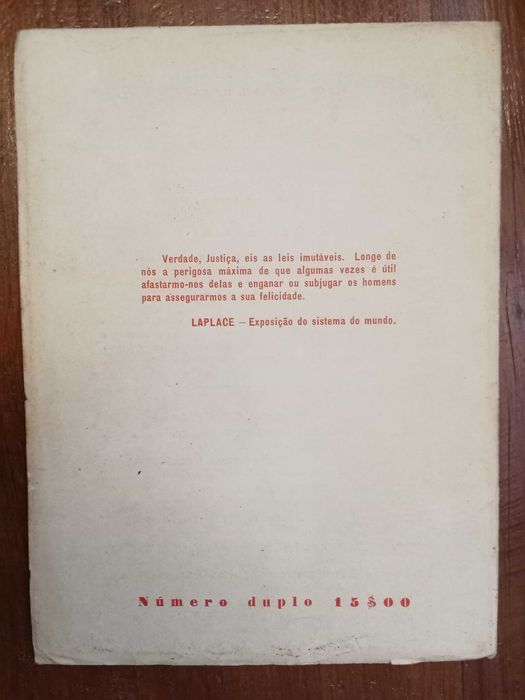 Verdade, Justiça, eis as leis imutáveis. Longe de
nós a perigosa máxima de que algumas vezes é útil
afastarmo-nos delas e enganar ou subjugar os homens
para assegurarmos a sua felicidade.
LAPLACE — Exposição do sistema do mundo.
Número duplo 15$00